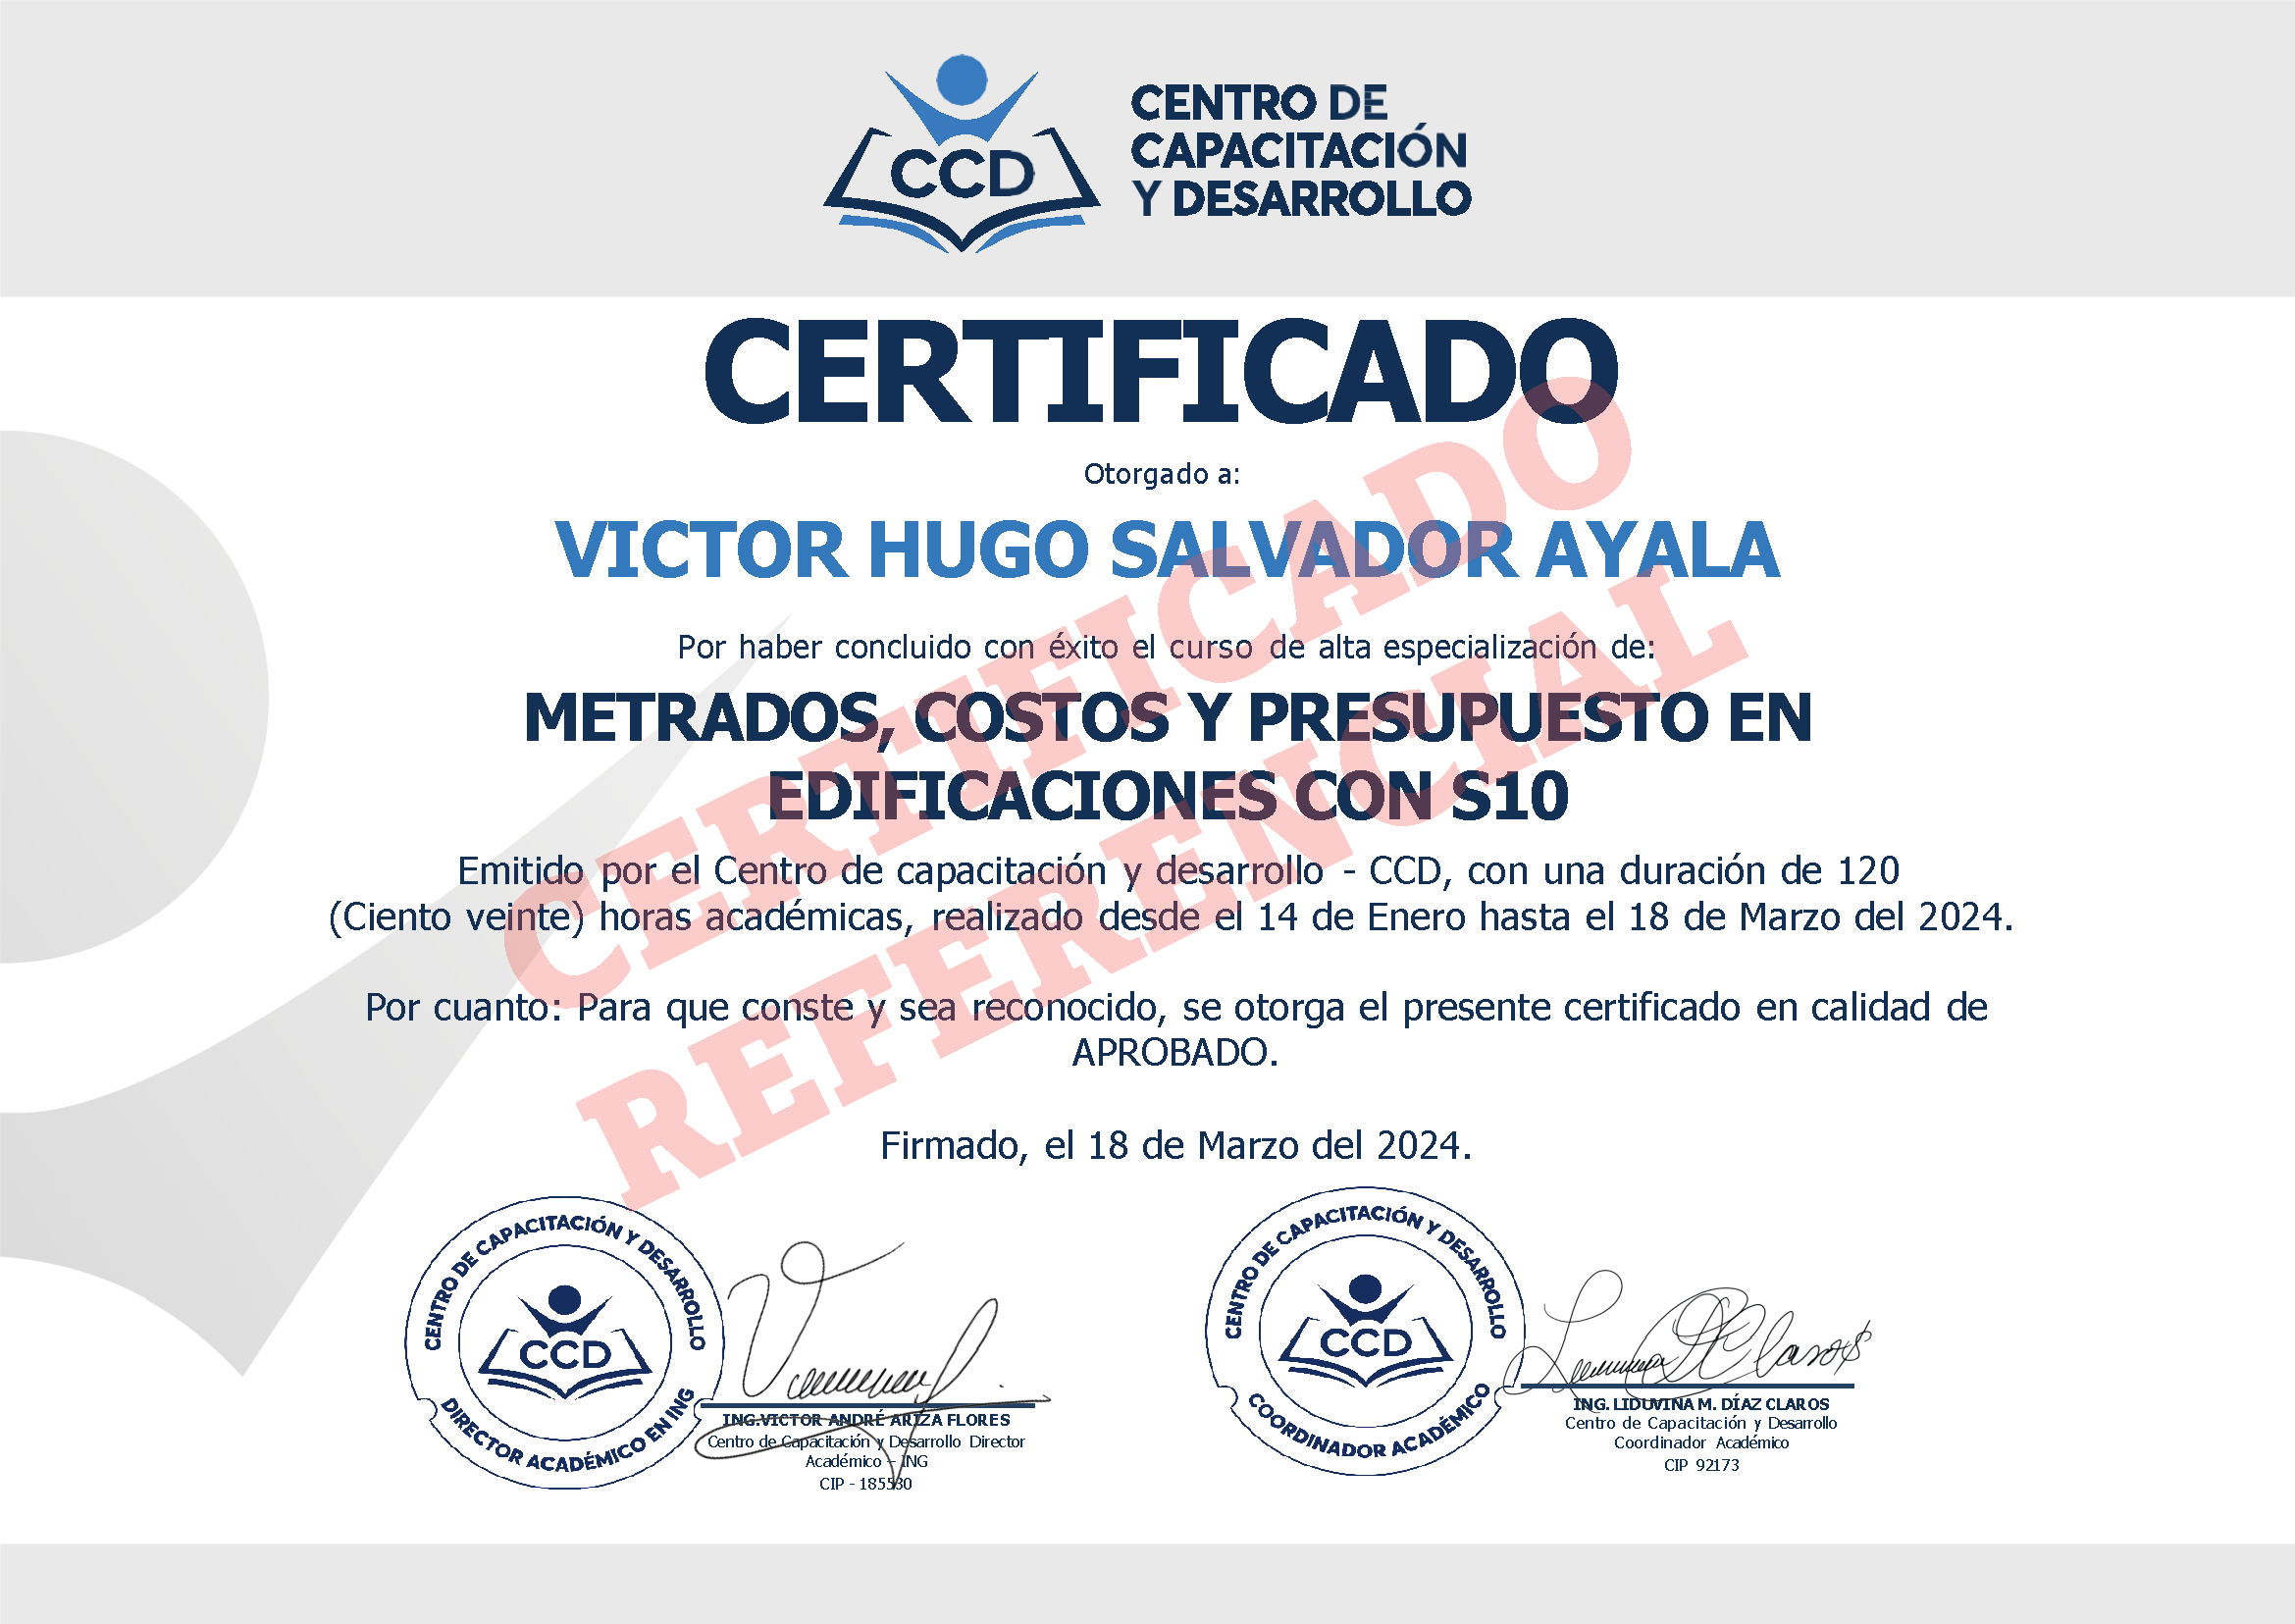 CCD
CENTRO DE
CAPACITACIÓN
Y DESARROLLO
CERTIFICADO
Otorgado a:
VICTOR HUGO SALVADOR AYALA
Por haber concluido con éxito el curso de alta especialización de:
METRADOS, COSTOS Y PRESUPUESTO EN
EDIFICACIONES CON S10
Emitido por el Centro de capacitación y desarrollo - CCD, con una duración de 120
(Ciento veinte) horas académicas, realizado desde el 14 de Enero hasta el 18 de Marzo del 2024.
Por cuanto: Para que conste y sea reconocido, se otorga el presente certificado en calidad de
APROBADO.
Firmado, el 18 de Marzo del 2024.
CERTIFICADO
REFERENCIAL
CENTRO DE CAPACITACIÓN Y DESARROLLO
CCD
DIRECTOR ACADÉMICO EN ING
ING.VICTOR ANDRÉ ARIZA FLORES
Centro de Capacitación y Desarrollo Director
Académico – ING
CIP - 185530
CENTRO DE CAPACITACIÓN Y DESARROLLO
CCD
COORDINADOR ACADÉMICO
ING. LIDUVINA M. DÍAZ CLAROS
Centro de Capacitación y Desarrollo
Coordinador Académico
CIP 92173